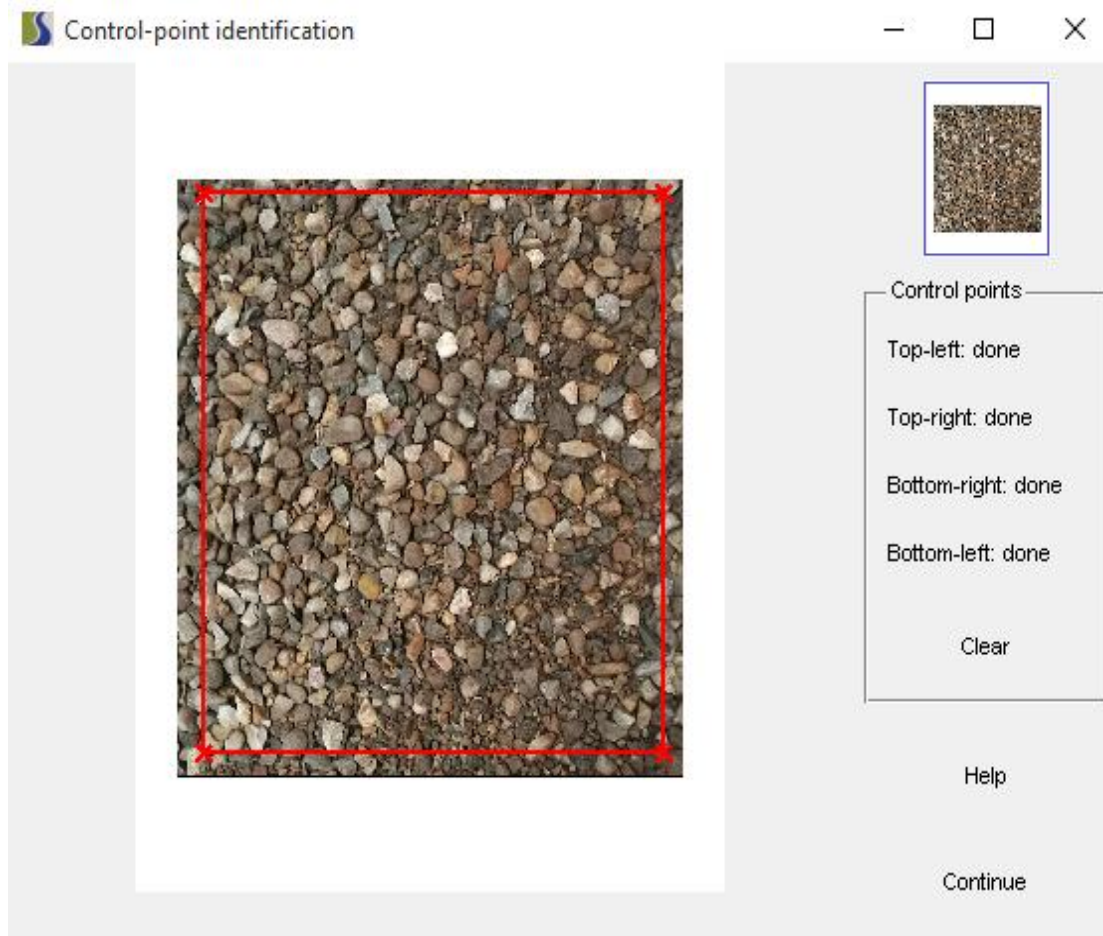 Control-point identification
Control points
Top-left: done
Top-right: done
Bottom-right: done
Bottom-left: done
Clear
Help
Continue